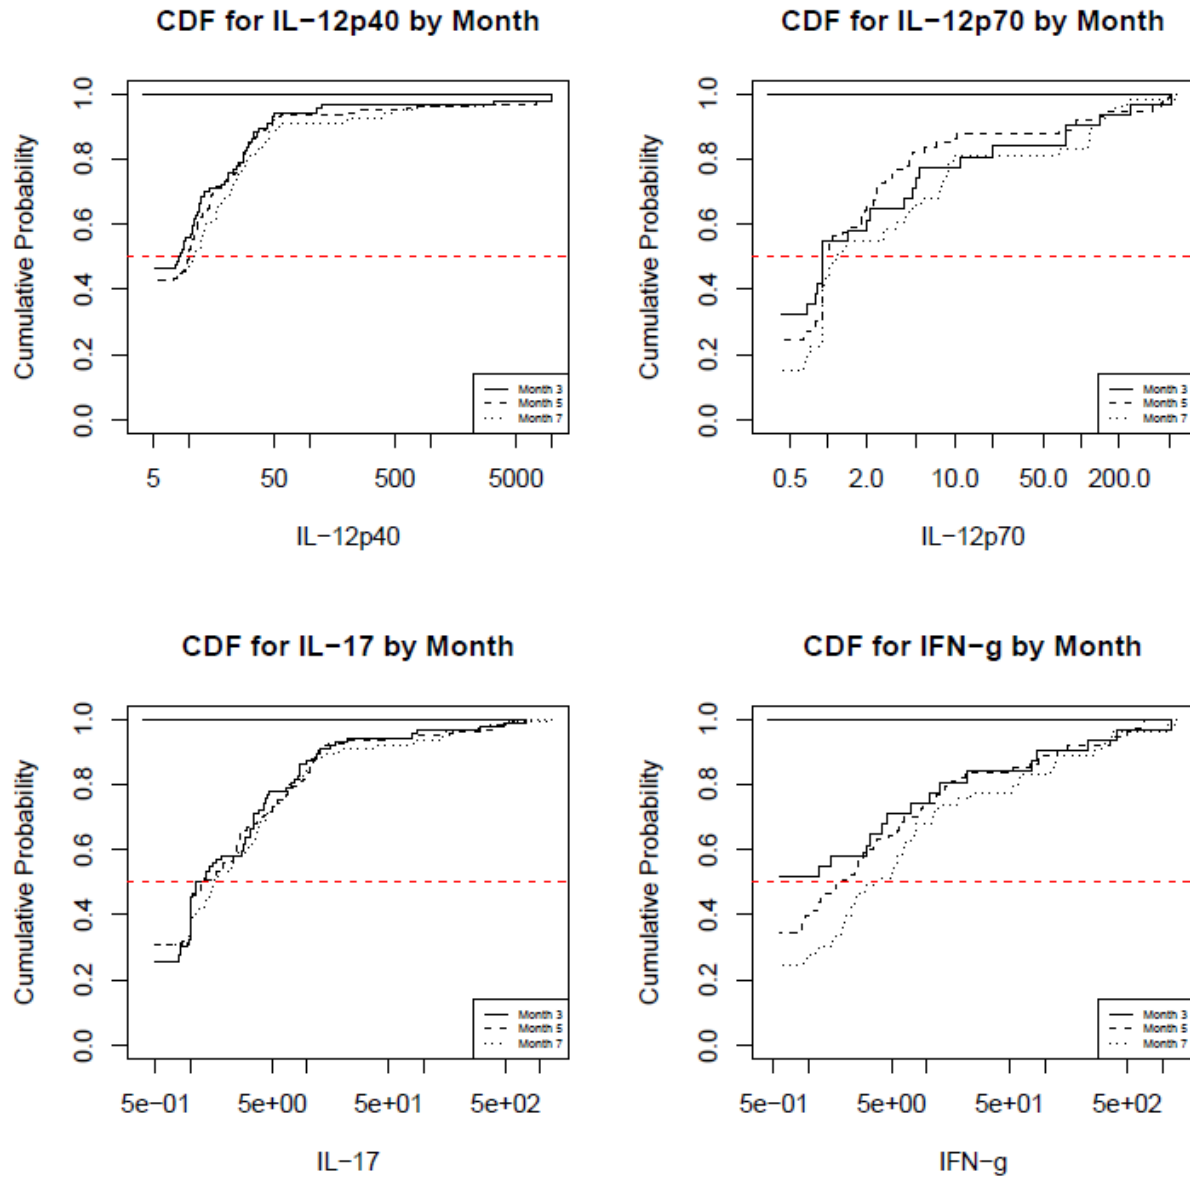 CDF for IL−12p40 by Month
Cumulative Probability
1.0
0.8
0.6
0.4
0.2
0.0
Month 3
Month 5
Month 7
5 50 500 5000
IL−12p40
CDF for IL−12p70 by Month
Cumulative Probability
1.0
0.8
0.6
0.4
0.2
0.0
Month 3
Month 5
Month 7
0.5 2.0 10.0 50.0 200.0
IL−12p70
CDF for IL−17 by Month
Cumulative Probability
1.0
0.8
0.6
0.4
0.2
0.0
Month 3
Month 5
Month 7
5e−01 5e+00 5e+01 5e+02
IL−17
CDF for IFN−g by Month
Cumulative Probability
1.0
0.8
0.6
0.4
0.2
0.0
Month 3
Month 5
Month 7
5e−01 5e+00 5e+01 5e+02
IFN−g